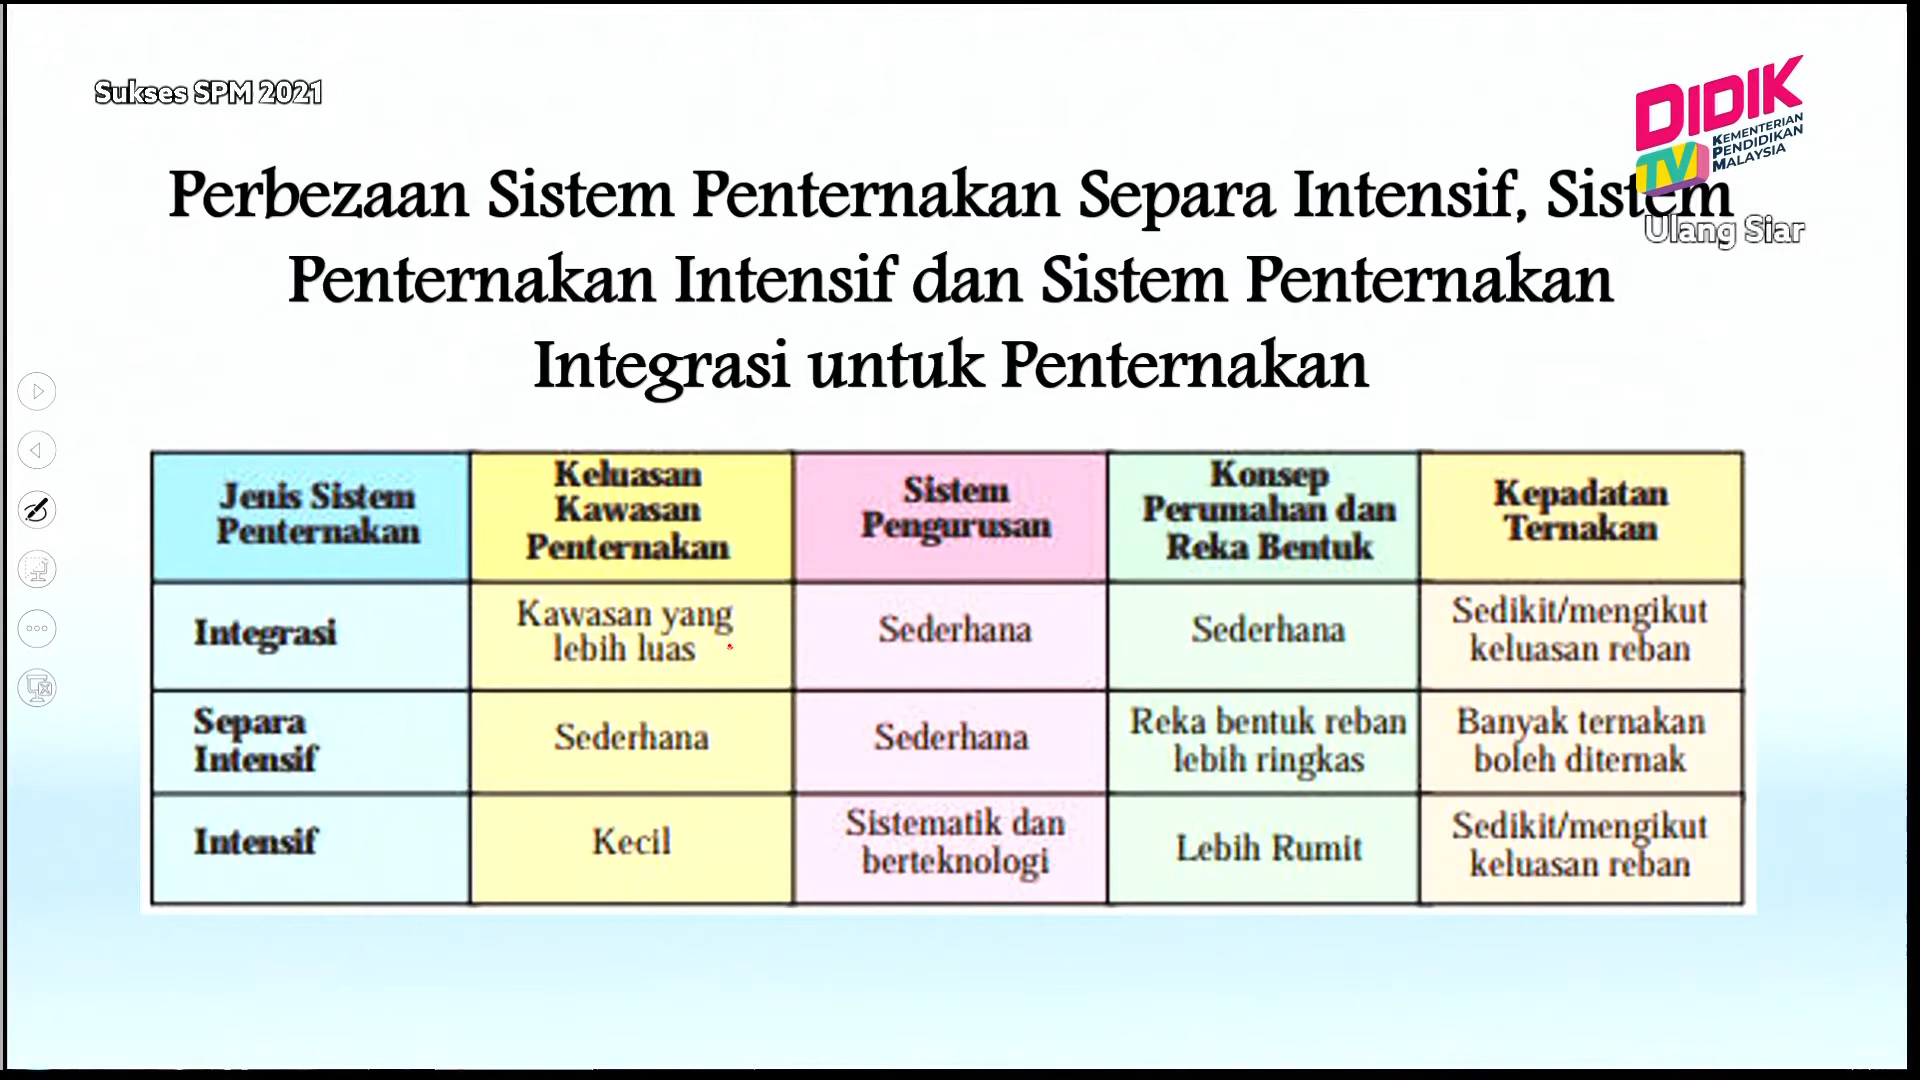 Sukses SPM 2021
DIDIK
TV
KEMENTERIAN
PENDIDIKAN
MALAYSIA
Ulang Siar
Perbezaan Sistem Penternakan Separa Intensif, Sistem
Penternakan Intensif dan Sistem Penternakan
Integrasi untuk Penternakan
Jenis Sistem
Penternakan
Keluasan
Kawasan
Penternakan
Sistem
Pengurusan
Konsep
Perumahan dan
Reka Bentuk
Kepadatan
Ternakan
Integrasi
Kawasan yang
lebih luas
Sederhana
Sederhana
Sedikit/mengikut
keluasan reban
Separa
Intensif
Sederhana
Sederhana
Reka bentuk reban
lebih ringkas
Banyak ternakan
boleh diternak
Intensif
Kecil
Sistematik dan
berteknologi
Lebih Rumit
Sedikit/mengikut
keluasan reban